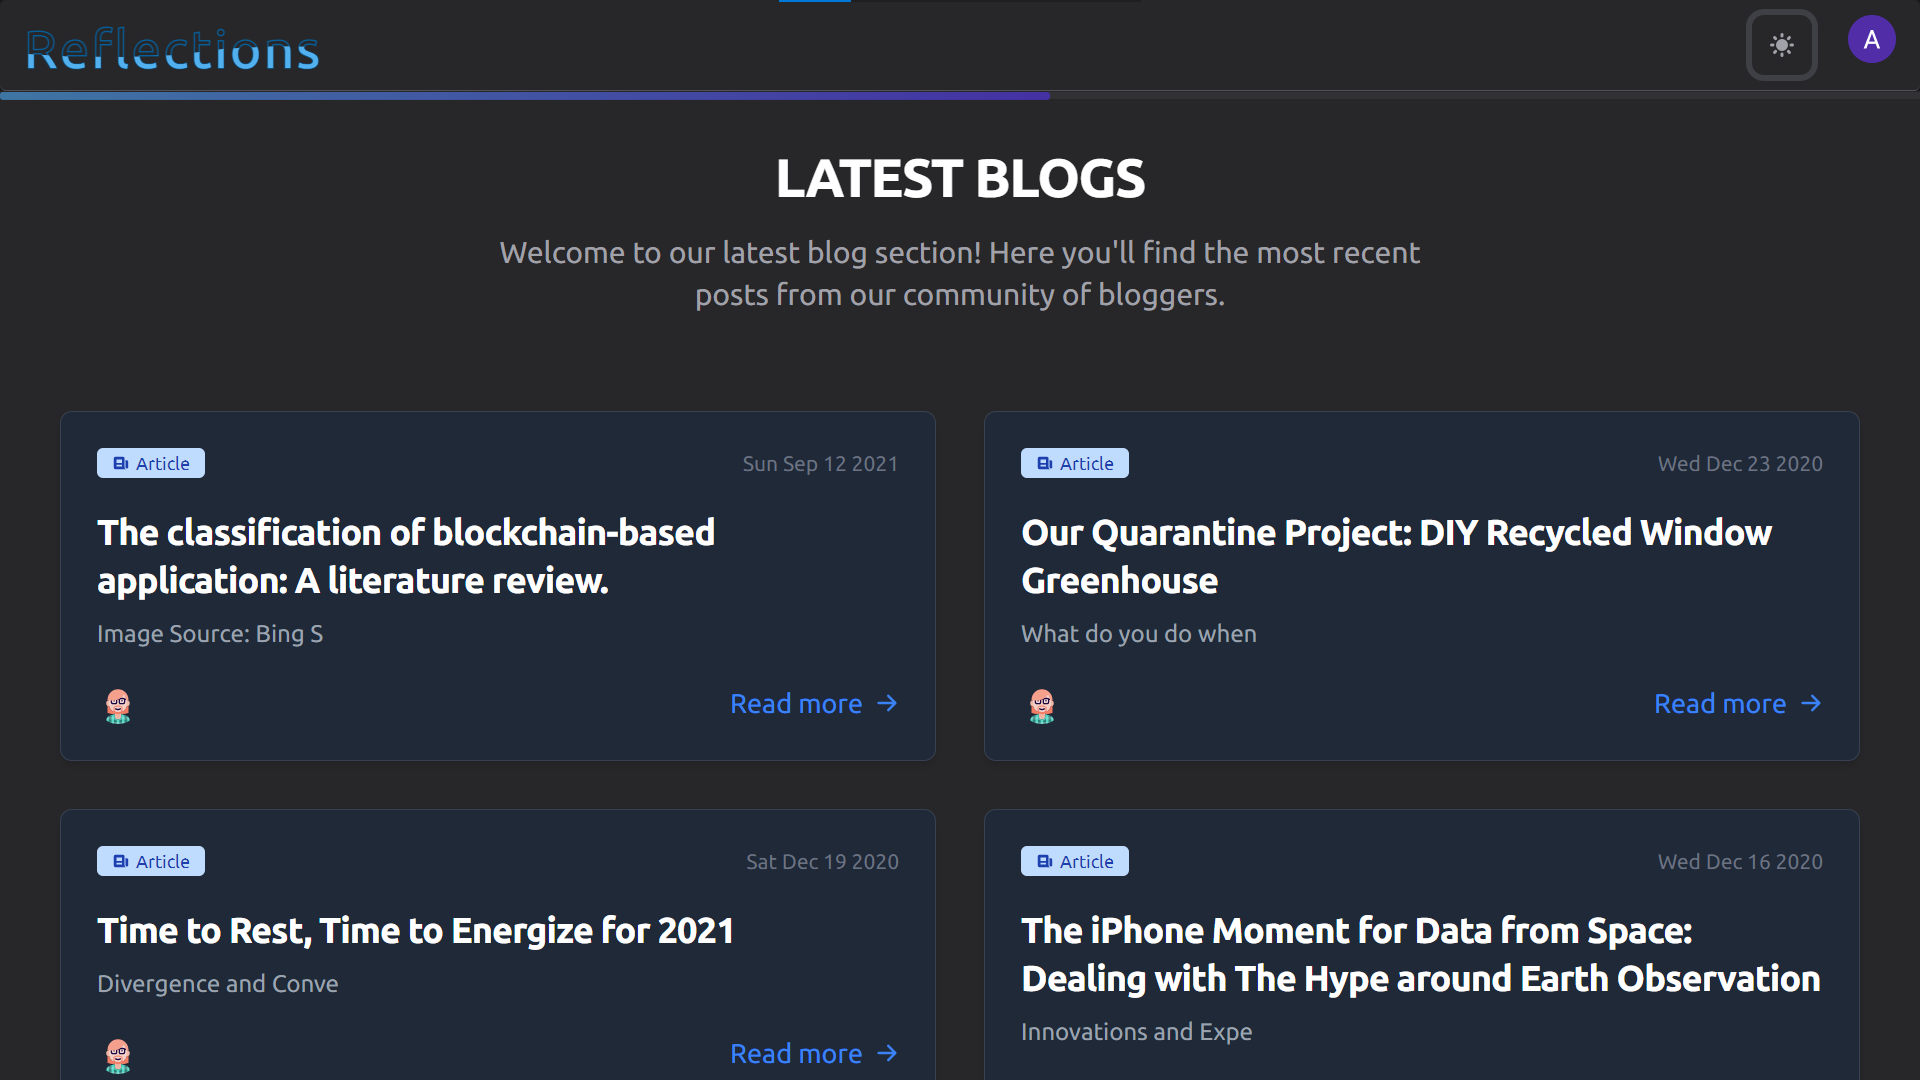 Reflections
A
LATEST BLOGS
Welcome to our latest blog section! Here you'll find the most recent
posts from our community of bloggers.
Article
Sun Sep 12 2021
The classification of blockchain-based
application: A literature review.
Image Source: Bing S
Read more
Article
Wed Dec 23 2020
Our Quarantine Project: DIY Recycled Window
Greenhouse
What do you do when
Read more
Article
Sat Dec 19 2020
Time to Rest, Time to Energize for 2021
Divergence and Conve
Read more
Article
Wed Dec 16 2020
The iPhone Moment for Data from Space:
Dealing with The Hype around Earth Observation
Innovations and Expe